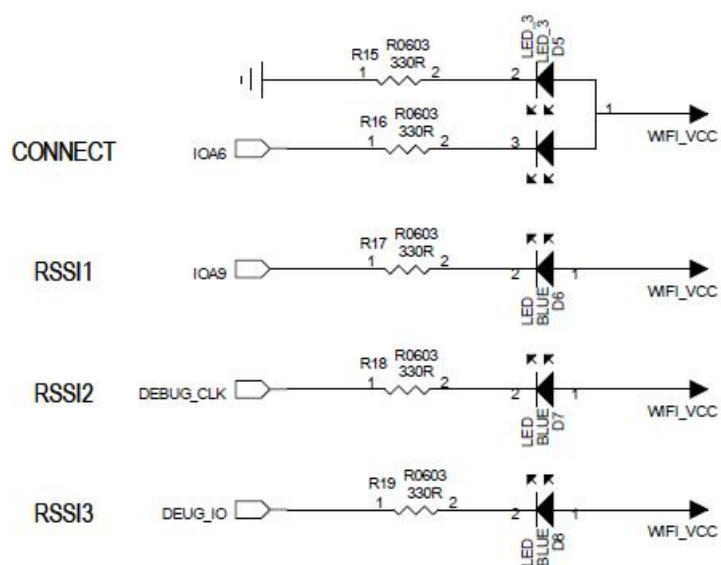 LED_3
LED_3
D5
R15 R0603
330R
1 2 2
1
WIFI_VCC
R16 R0603
330R
CONNECT IOA6 1 2 3
R17 R0603
330R
RSSI1 IOA9 1 2 2 1
WIFI_VCC
LED
BLUE
D6
R18 R0603
330R
RSSI2 DEBUG_CLK 1 2 2 1
WIFI_VCC
LED
BLUE
D7
R19 R0603
330R
RSSI3 DEUG_IO 1 2 2 1
WIFI_VCC
LED
BLUE
D8